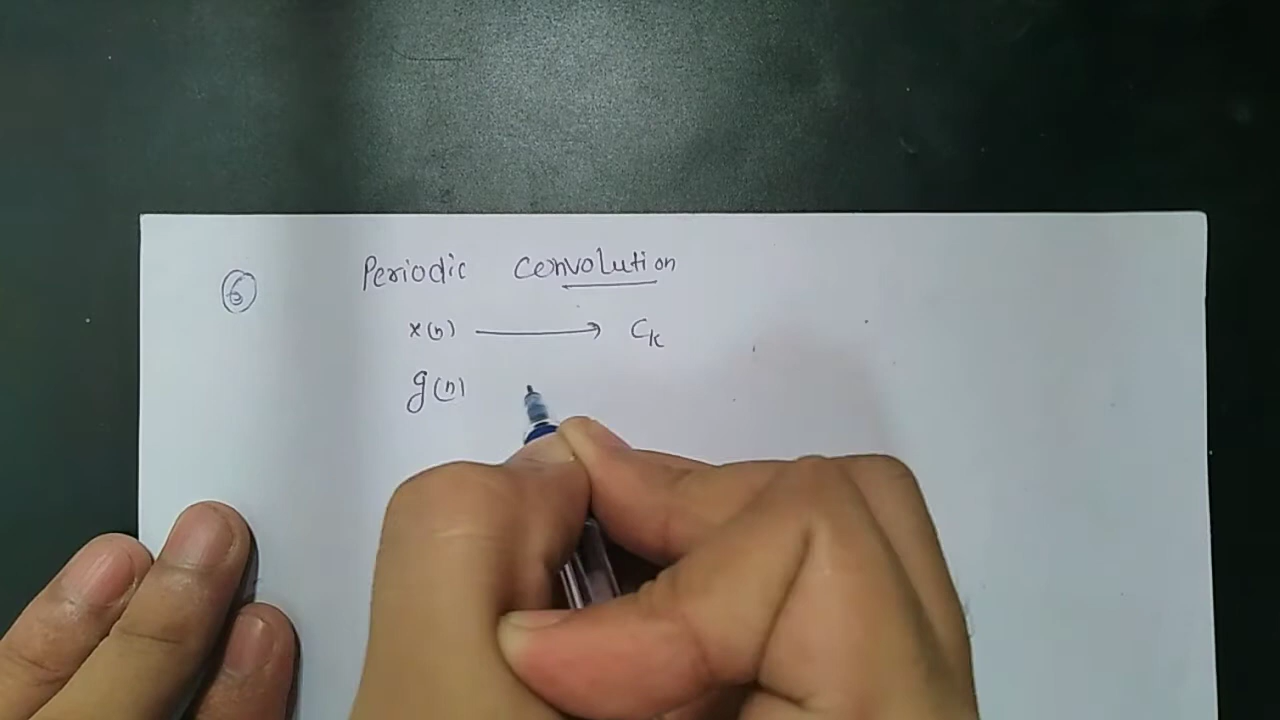 6 Periodic Convolution
x(n) ⟶ Ck
g(n)